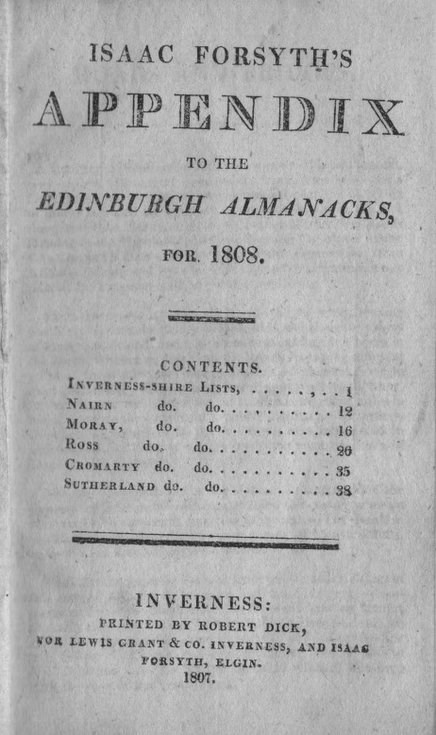 ISAAC FORSYTH'S
APPENDIX
TO THE
EDINBURGH ALMANACKS,
FOR 1808.
CONTENTS.
INVERNESS-SHIRE LISTS, . . . . . , . . 1
NAIRN do. do. . . . . . . . . . 12
MORAY, do. do. . . . . . . . . . 16
ROSS do. do. . . . . . . . . . . 20
CROMARTY do. do. . . . . . . . . . . 35
SUTHERLAND do. do. . . . . . . . . . 38
INVERNESS:
PRINTED BY ROBERT DICK,
FOR LEWIS GRANT & CO. INVERNESS, AND ISAAC
FORSYTH, ELGIN.
1807.